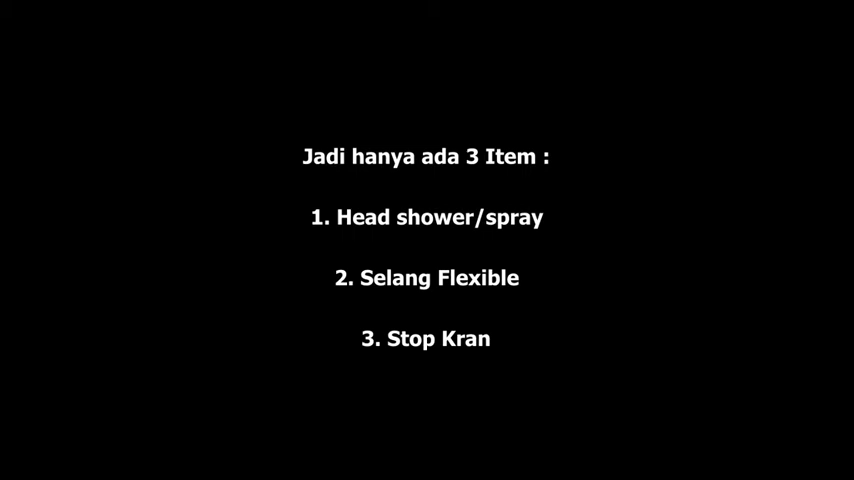 Jadi hanya ada 3 Item :
1. Head shower/spray
2. Selang Flexible
3. Stop Kran